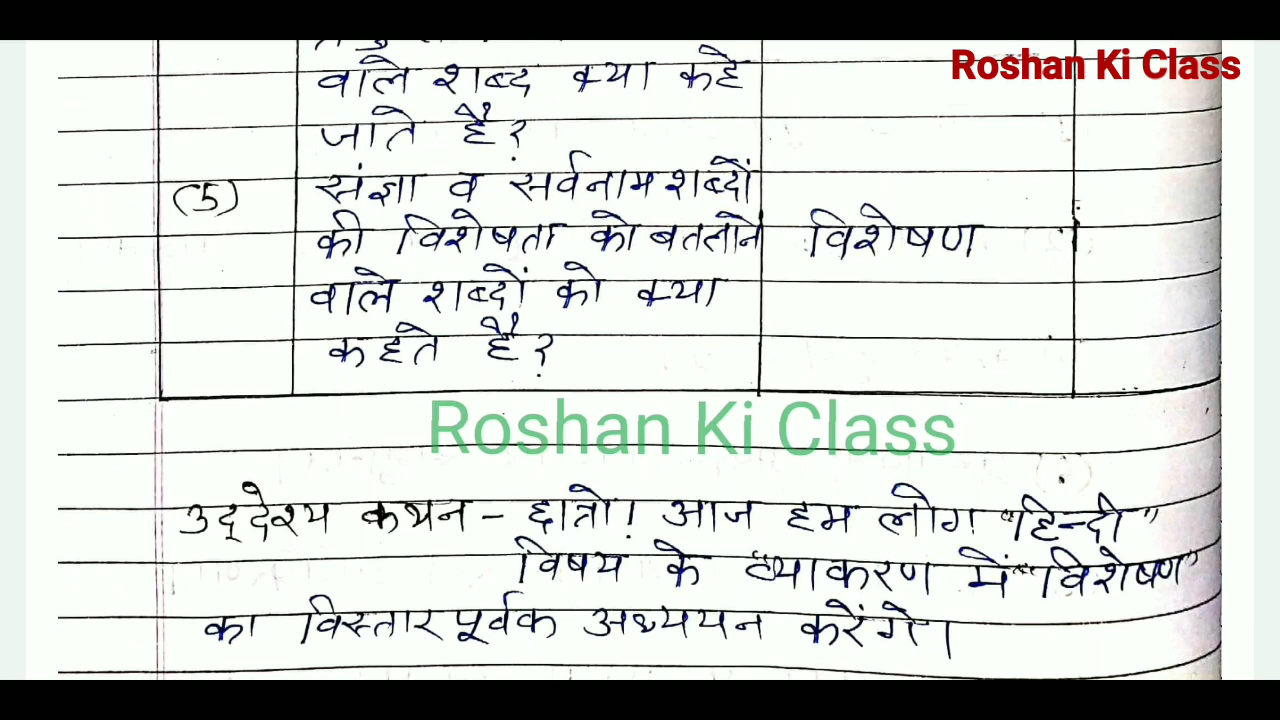 Roshan Ki Class
वाले शब्द क्या कहे
जाते है?
(5) संज्ञा व सर्वनाम शब्दों
की विशेषता को बतलाने विशेषण
वाले शब्दों को क्या
कहते है?
Roshan Ki Class
उद्देश्य कथन - छात्रो! आज हम लोग "हिन्दी"
विषय के "व्याकरण में" "विशेषण"
का विस्तारपूर्वक अध्ययन करेंगे।